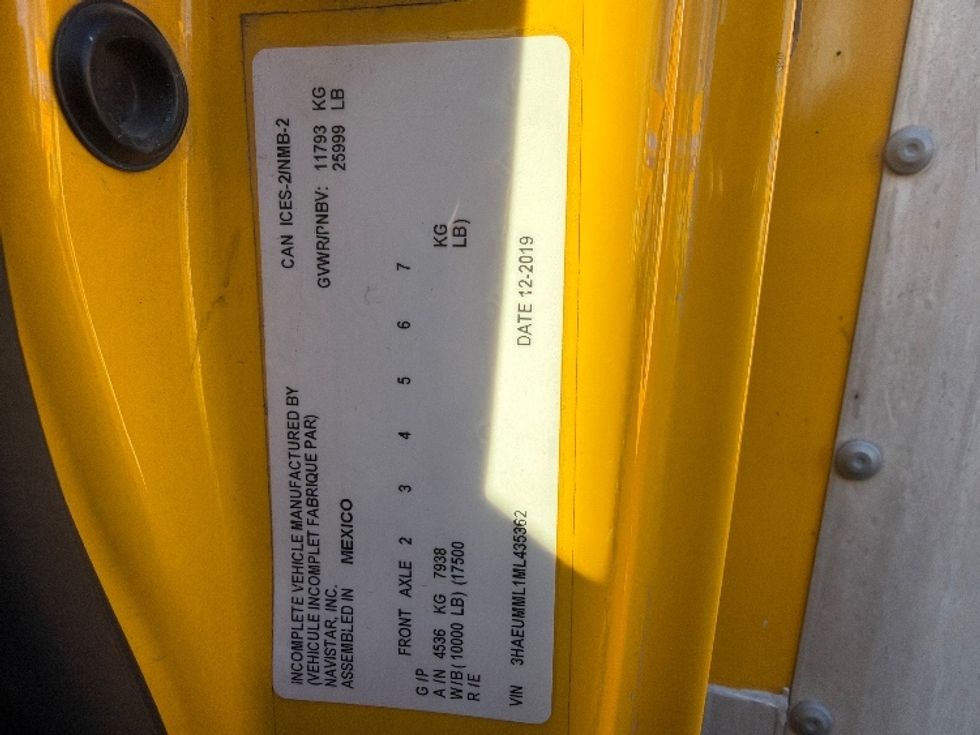 INCOMPLETE VEHICLE MANUFACTURED BY
(VEHICULE INCOMPLET FABRIQUE PAR)
NAVISTAR, INC.
ASSEMBLED IN MEXICO
CAN ICES-2/NMB-2
GVWR/PNBV: 11793 KG
25999 LB
FRONT AXLE 2 3 4 5 6 7
G/P
A/N 4536 KG 7938 KG
W/B (10000 LB) (17500 LB)
R/E
VIN 3HAEUMML1ML435362 DATE 12-2019